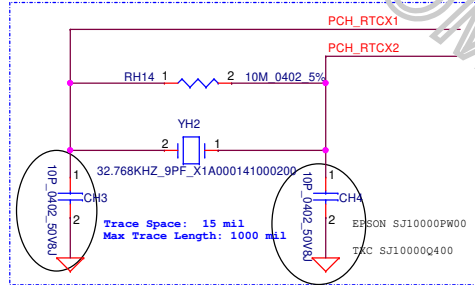 PCH_RTCX1
PCH_RTCX2
RH14 1 2 10M_0402_5%
YH2
2 1
32.768KHZ_9PF_X1A000141000200
1 1
10P_0402_50V8J CH3 10P_0402_50V8J CH4
2 2
Trace Space: 15 mil
Max Trace Length: 1000 mil
EPSON SJ10000PW00
TXC SJ10000Q400